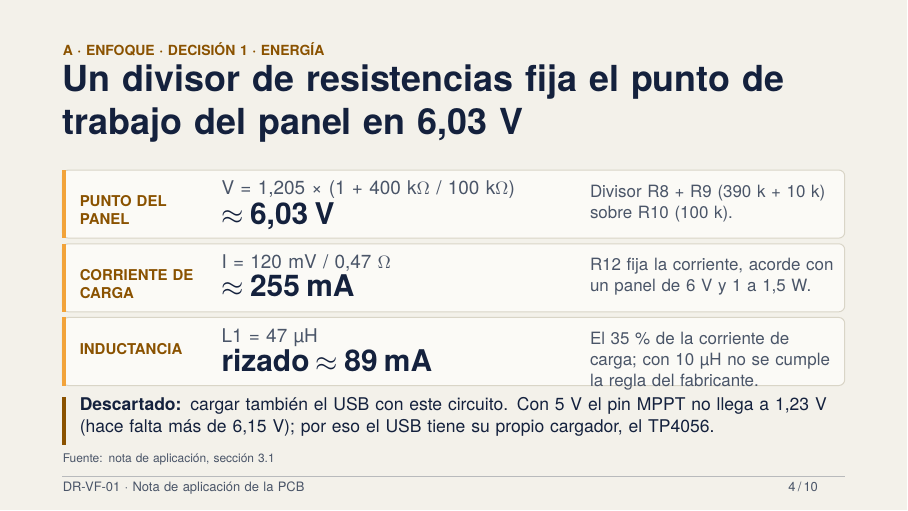 A · ENFOQUE · DECISIÓN 1 · ENERGÍA
Un divisor de resistencias fija el punto de
trabajo del panel en 6,03 V
PUNTO DEL
PANEL
V = 1,205 × (1 + 400 kΩ / 100 kΩ)
≈ 6,03 V
Divisor R8 + R9 (390 k + 10 k)
sobre R10 (100 k).
CORRIENTE DE
CARGA
I = 120 mV / 0,47 Ω
≈ 255 mA
R12 fija la corriente, acorde con
un panel de 6 V y 1 a 1,5 W.
INDUCTANCIA
L1 = 47 µH
rizado ≈ 89 mA
El 35 % de la corriente de
carga; con 10 µH no se cumple
la regla del fabricante.
Descartado: cargar también el USB con este circuito. Con 5 V el pin MPPT no llega a 1,23 V
(hace falta más de 6,15 V); por eso el USB tiene su propio cargador, el TP4056.
Fuente: nota de aplicación, sección 3.1
DR-VF-01 · Nota de aplicación de la PCB
4 / 10